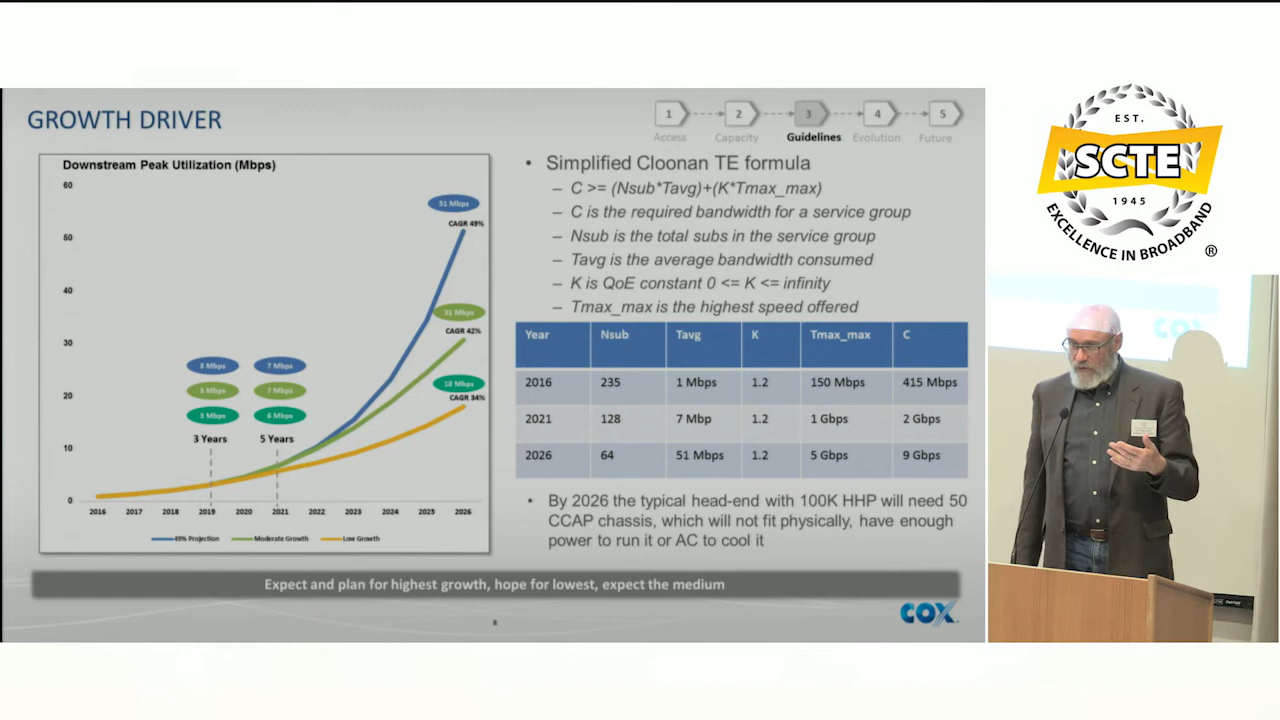 GROWTH DRIVER
1
2
3
4
5
Access
Capacity
Guidelines
Evolution
Future
Downstream Peak Utilization (Mbps)
60
50
40
30
20
10
0
51 Mbps
CAGR 49%
31 Mbps
CAGR 42%
18 Mbps
CAGR 34%
3 Mbps
7 Mbps
3 Mbps
7 Mbps
3 Mbps
6 Mbps
3 Years
5 Years
2016 2017 2018 2019 2020 2021 2022 2023 2024 2025 2026
49% Projection
Moderate Growth
Low Growth
• Simplified Cloonan TE formula
– C >= (Nsub*Tavg)+(K*Tmax_max)
– C is the required bandwidth for a service group
– Nsub is the total subs in the service group
– Tavg is the average bandwidth consumed
– K is QoE constant 0 <= K <= infinity
– Tmax_max is the highest speed offered
Year Nsub Tavg K Tmax_max C
2016 235 1 Mbps 1.2 150 Mbps 415 Mbps
2021 128 7 Mbp 1.2 1 Gbps 2 Gbps
2026 64 51 Mbps 1.2 5 Gbps 9 Gbps
• By 2026 the typical head-end with 100K HHP will need 50
CCAP chassis, which will not fit physically, have enough
power to run it or AC to cool it
Expect and plan for highest growth, hope for lowest, expect the medium
8
COX
EST.
SCTE
1945
EXCELLENCE IN BROADBAND
®
COX